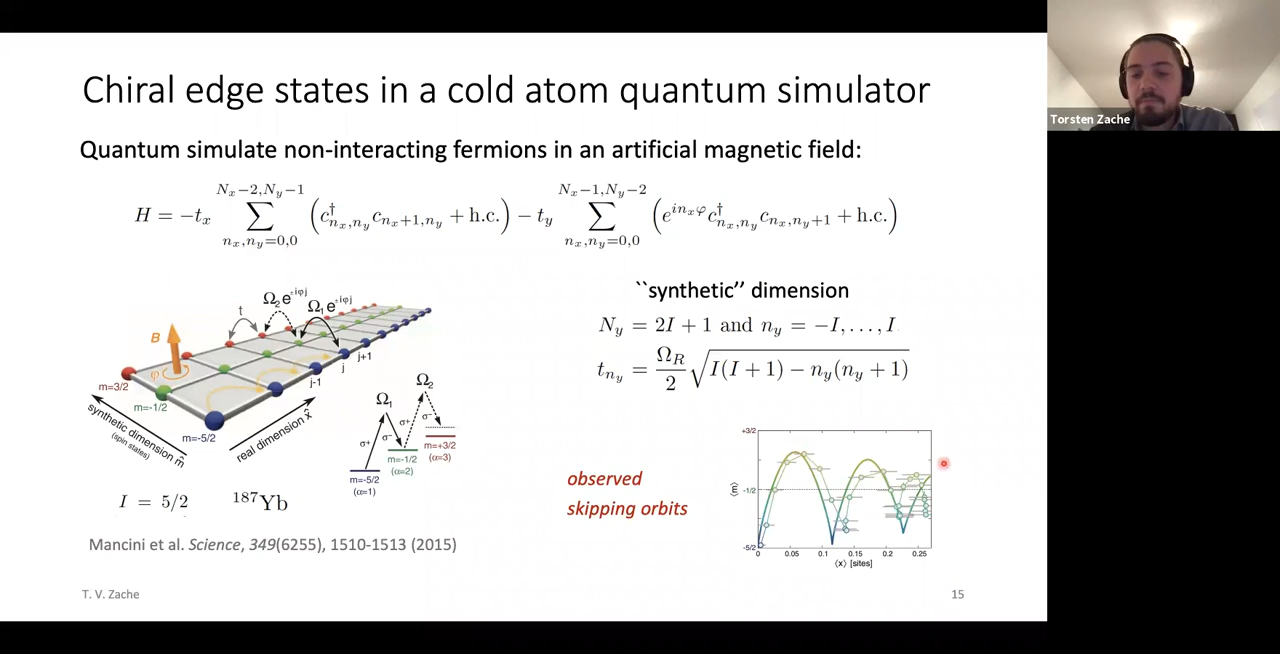 Chiral edge states in a cold atom quantum simulator
Torsten Zache
Quantum simulate non-interacting fermions in an artificial magnetic field:
H = −t_x ∑_{n_x,n_y=0,0}^{N_x−2,N_y−1} (c†_{n_x,n_y} c_{n_x+1,n_y} + h.c.) − t_y ∑_{n_x,n_y=0,0}^{N_x−1,N_y−2} (e^{in_xφ} c†_{n_x,n_y} c_{n_x,n_y+1} + h.c.)
t
Ω₂e^{±iφj}
Ω₁e^{±iφj}
B
φ
j+1
j
j-1
m=3/2
m=-1/2
m=-5/2
synthetic dimension m̂
(spin states)
real dimension x̂
Ω₁
Ω₂
σ+
σ-
σ+
σ-
m=+3/2
(α=3)
m=-1/2
(α=2)
m=-5/2
(α=1)
I = 5/2
¹⁸⁷Yb
``synthetic'' dimension
N_y = 2I + 1 and n_y = −I, . . . , I
t_{n_y} = Ω_R/2 √(I(I + 1) − n_y(n_y + 1))
observed
skipping orbits
+3/2
-1/2
-5/2
⟨m⟩
0 0.05 0.1 0.15 0.2 0.25
⟨x⟩ [sites]
Mancini et al. Science, 349(6255), 1510-1513 (2015)
T. V. Zache
15